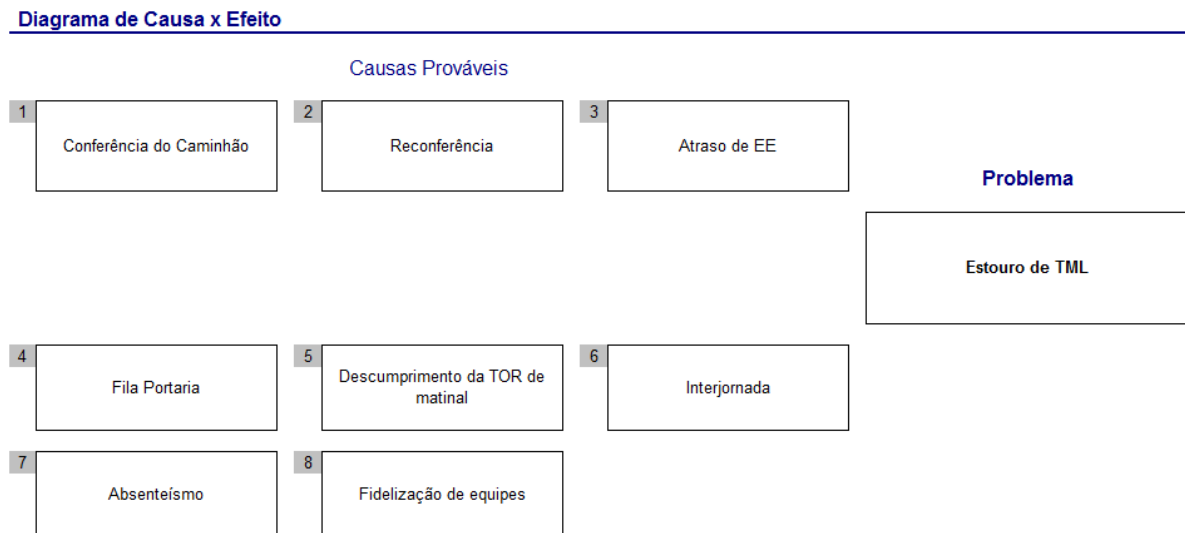 Diagrama de Causa x Efeito
Causas Prováveis
1
Conferência do Caminhão
2
Reconferência
3
Atraso de EE
Problema
Estouro de TML
4
Fila Portaria
5
Descumprimento da TOR de
matinal
6
Interjornada
7
Absenteísmo
8
Fidelização de equipes